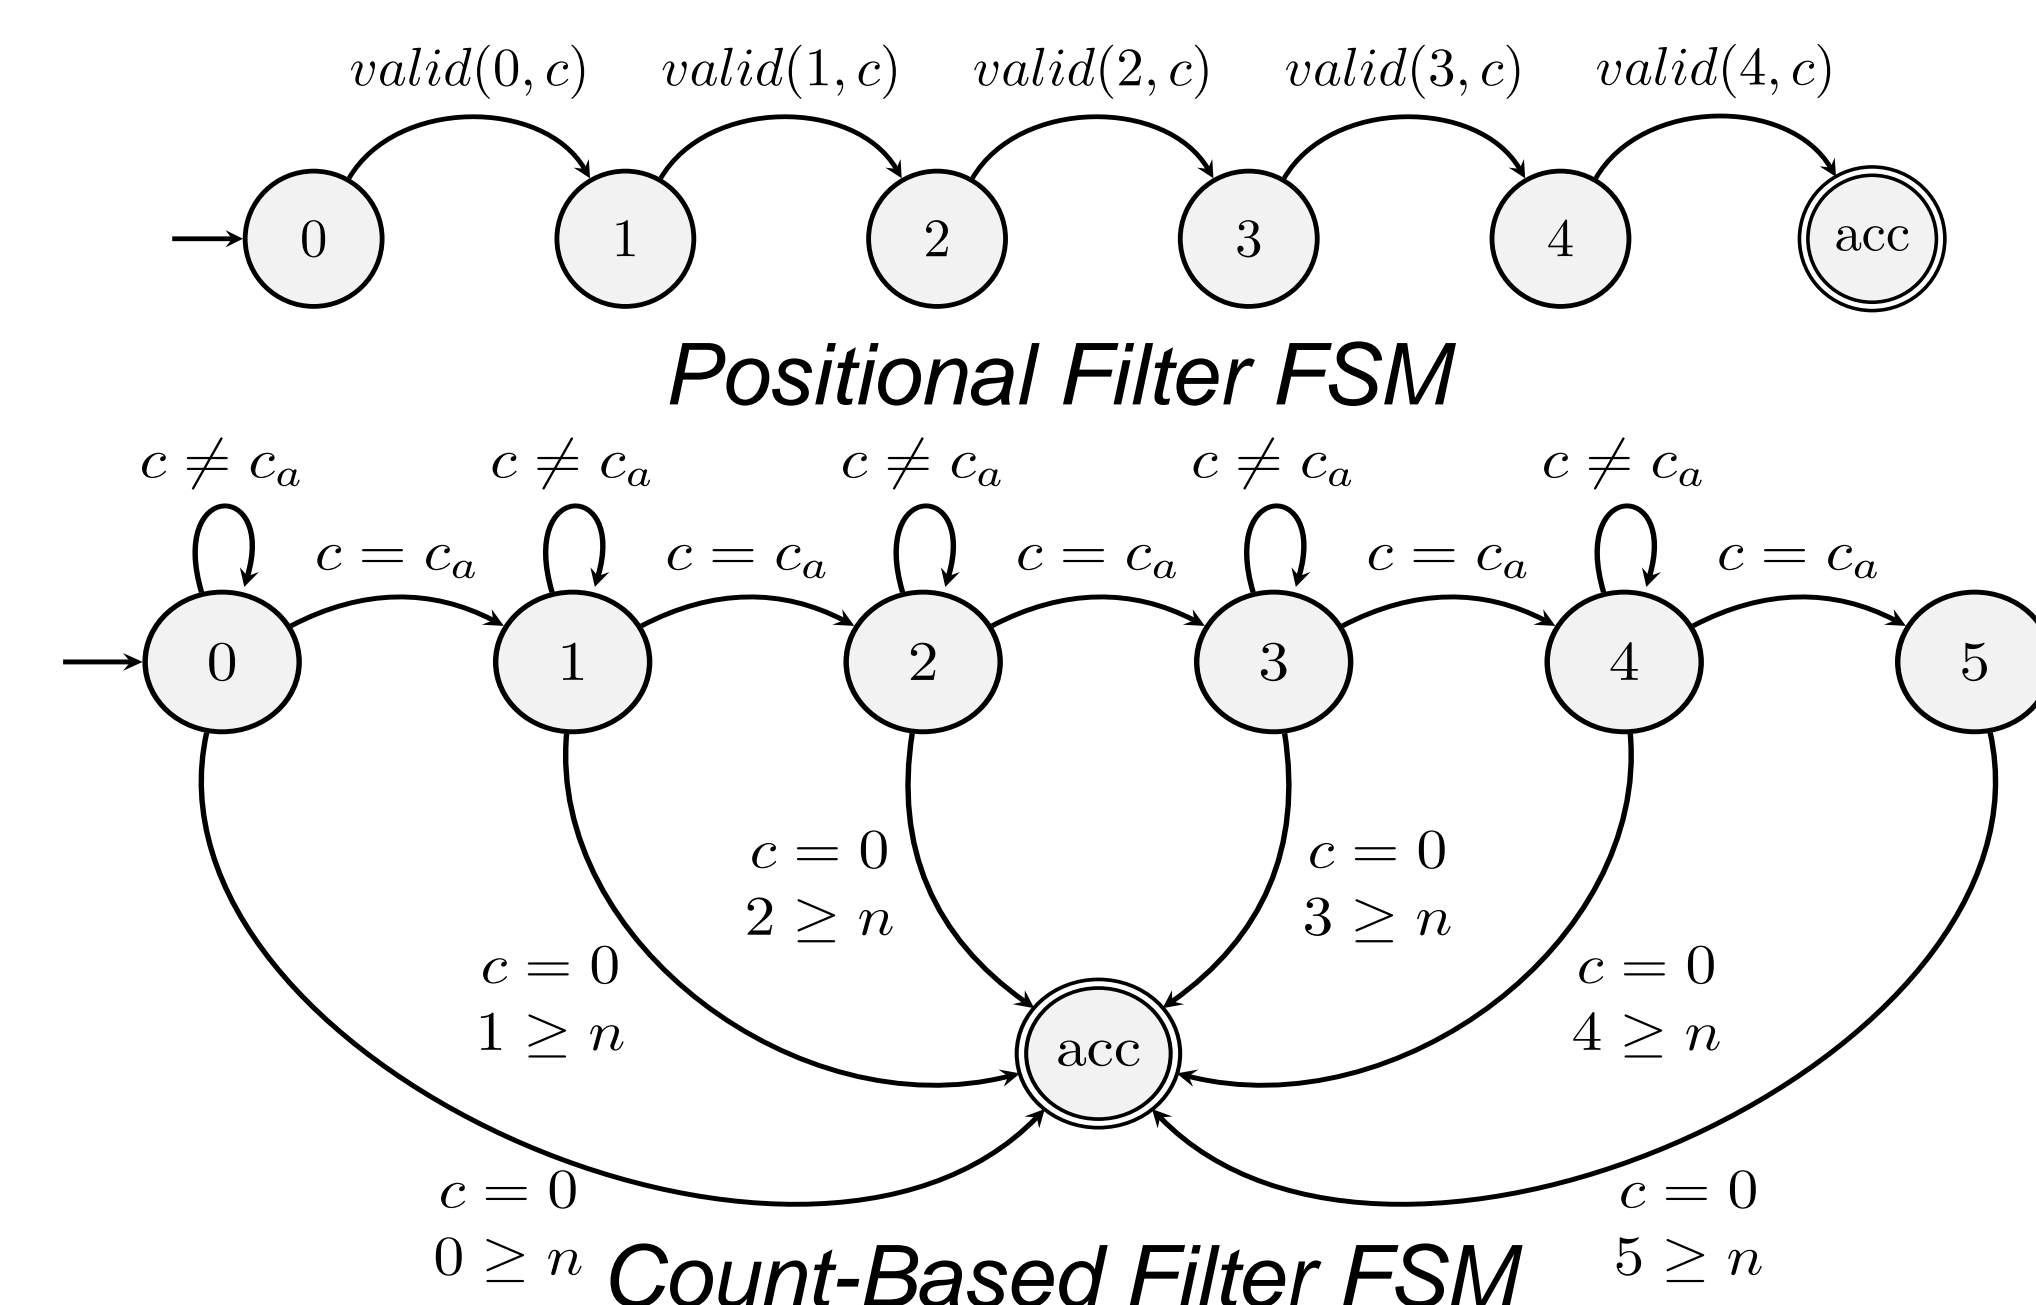 valid(0, c) valid(1, c) valid(2, c) valid(3, c) valid(4, c)
0 1 2 3 4 acc
Positional Filter FSM
c ≠ c_a c ≠ c_a c ≠ c_a c ≠ c_a c ≠ c_a
c = c_a c = c_a c = c_a c = c_a c = c_a
0 1 2 3 4 5
c = 0 c = 0
2 ≥ n 3 ≥ n
c = 0 c = 0
1 ≥ n 4 ≥ n
acc
c = 0 c = 0
0 ≥ n 5 ≥ n
Count-Based Filter FSM